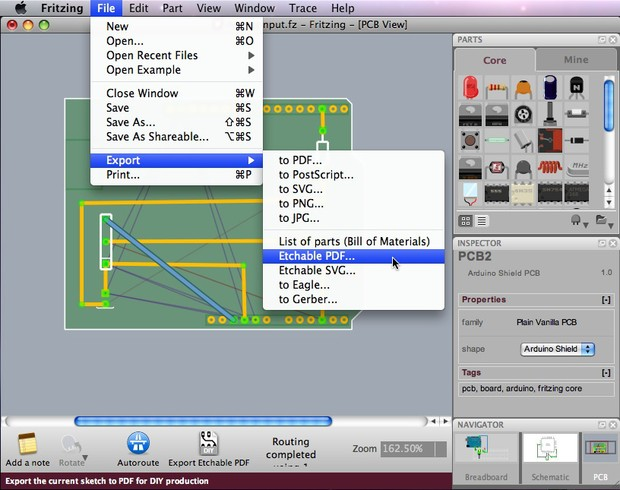 Fritzing File Edit Part View Window Trace Help
nput.fz - Fritzing - [PCB View]
New ⌘N
Open... ⌘O
Open Recent Files
Open Example
Close Window ⌘W
Save ⌘S
Save As... ⇧⌘S
Save As Shareable... ⌥⌘S
Export
Print... ⌘P
to PDF...
to PostScript...
to SVG...
to PNG...
to JPG...
List of parts (Bill of Materials)
Etchable PDF...
Etchable SVG...
to Eagle...
to Gerber...
PARTS
Core Mine
INSPECTOR
PCB2
Arduino Shield PCB 1.0
Properties [-]
family Plain Vanilla PCB
shape Arduino Shield
Tags [-]
pcb, board, arduino, fritzing core
NAVIGATOR
Breadboard Schematic PCB
DIY
Add a note Rotate Autoroute Export Etchable PDF
Routing
completed
Zoom 162.50%
Export the current sketch to PDF for DIY production